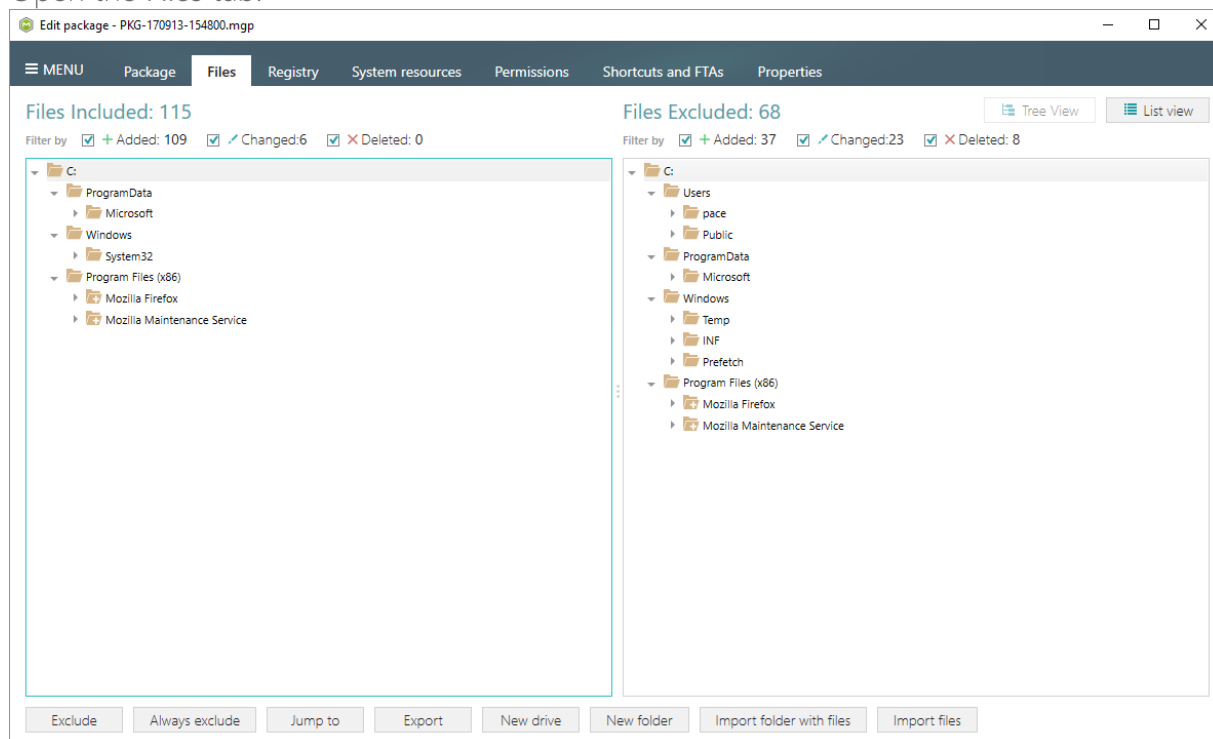 Open the Files tab.
Edit package - PKG-170913-154800.mgp
MENU Package Files Registry System resources Permissions Shortcuts and FTAs Properties
Files Included: 115
Filter by + Added: 109 Changed:6 Deleted: 0
C:
ProgramData
Microsoft
Windows
System32
Program Files (x86)
Mozilla Firefox
Mozilla Maintenance Service
Files Excluded: 68
Tree View List view
Filter by + Added: 37 Changed:23 Deleted: 8
C:
Users
pace
Public
ProgramData
Microsoft
Windows
Temp
INF
Prefetch
Program Files (x86)
Mozilla Firefox
Mozilla Maintenance Service
Exclude Always exclude Jump to Export New drive New folder Import folder with files Import files